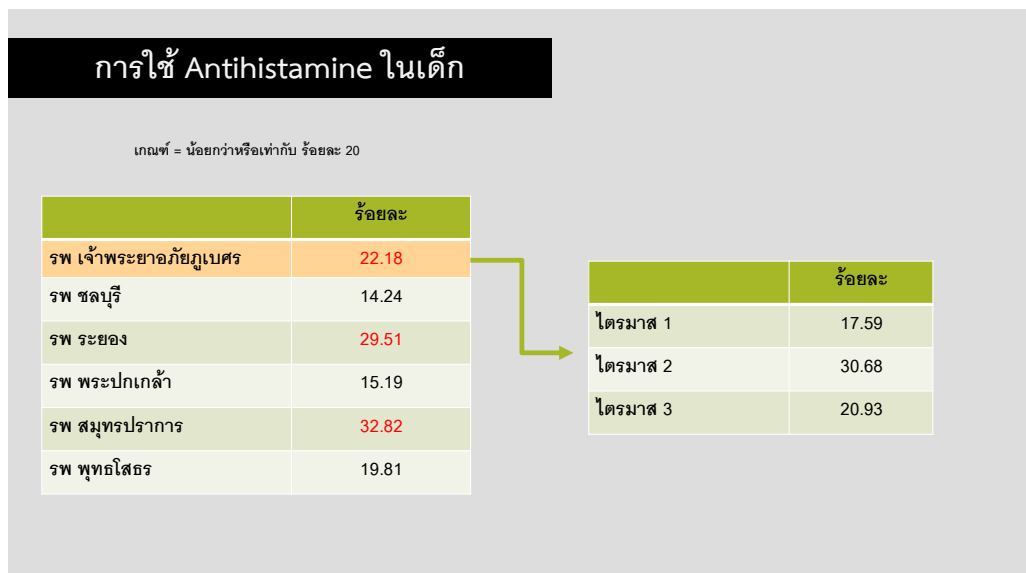 การใช้ Antihistamine ในเด็ก
เกณฑ์ = น้อยกว่าหรือเท่ากับ ร้อยละ 20
ร้อยละ
รพ เจ้าพระยาอภัยภูเบศร 22.18
รพ ชลบุรี 14.24
รพ ระยอง 29.51
รพ พระปกเกล้า 15.19
รพ สมุทรปราการ 32.82
รพ พุทธโสธร 19.81
ร้อยละ
ไตรมาส 1 17.59
ไตรมาส 2 30.68
ไตรมาส 3 20.93